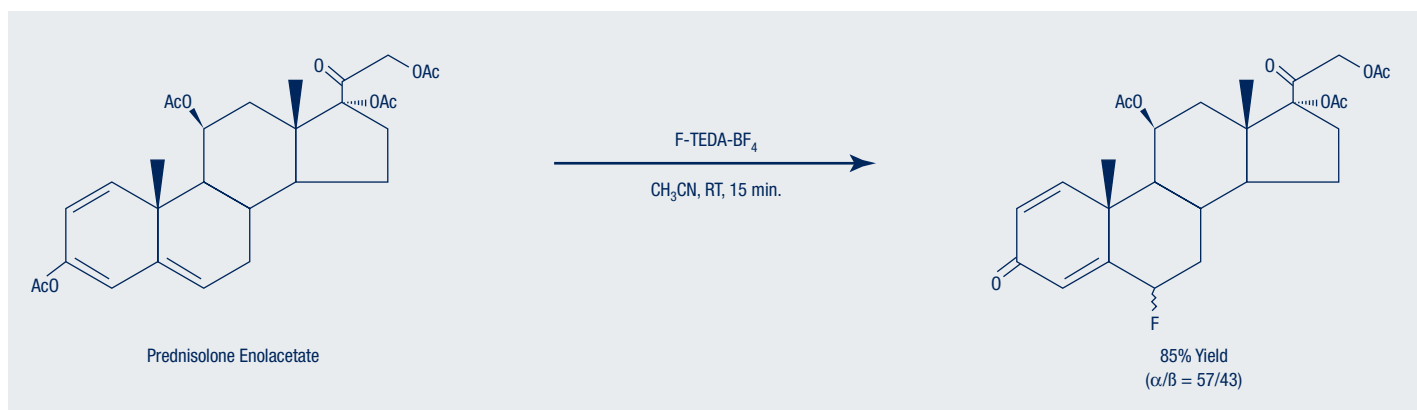 O
OAc
AcO
OAc
AcO
Prednisolone Enolacetate
F-TEDA-BF4
CH3CN, RT, 15 min.
O
OAc
AcO
OAc
O
F
85% Yield
(α/ß = 57/43)